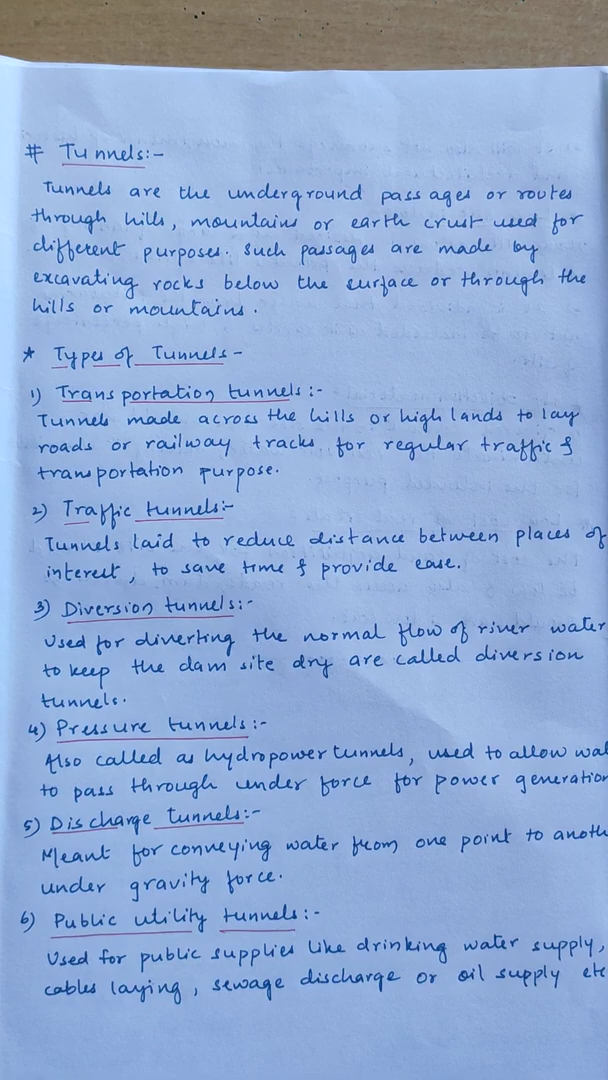 # Tunnels:-
Tunnels are the underground passages or routes
through hills, mountains or earth crust used for
different purposes. Such passages are made by
excavating rocks below the surface or through the
hills or mountains.
* Types of Tunnels -
1) Transportation tunnels:-
Tunnels made across the hills or high lands to lay
roads or railway tracks for regular traffic &
transportation purpose.
2) Traffic tunnels:-
Tunnels laid to reduce distance between places of
interest, to save time & provide ease.
3) Diversion tunnels:-
Used for diverting the normal flow of river water
to keep the dam site dry are called diversion
tunnels.
4) Pressure tunnels:-
Also called as hydropower tunnels, used to allow wat
to pass through under force for power generation
5) Discharge tunnels:-
Meant for conveying water from one point to anoth
under gravity force.
6) Public utility tunnels:-
Used for public supplies like drinking water supply,
cables laying, sewage discharge or oil supply etc